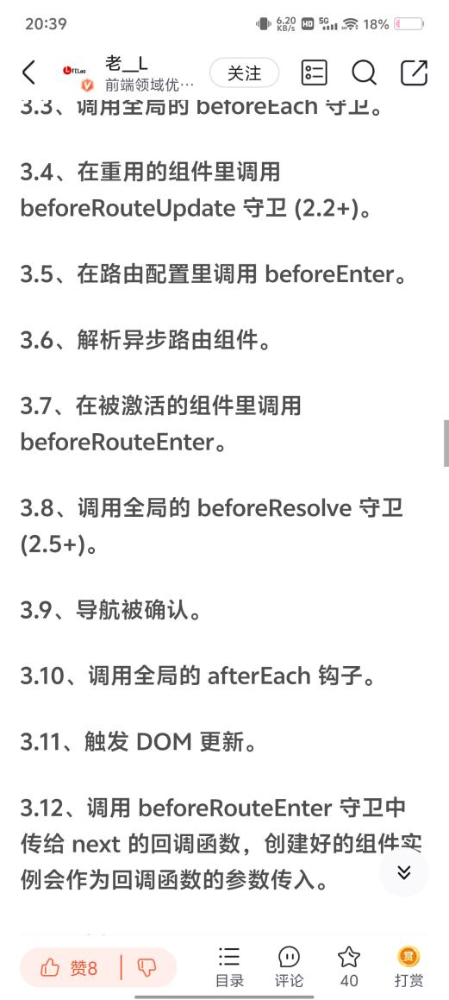 20:39
6.20 KB/s HD 5G 18%
FELao
老__L
前端领域优…
关注
3.3、调用全局的 beforeEach 守卫。
3.4、在重用的组件里调用
beforeRouteUpdate 守卫 (2.2+)。
3.5、在路由配置里调用 beforeEnter。
3.6、解析异步路由组件。
3.7、在被激活的组件里调用
beforeRouteEnter。
3.8、调用全局的 beforeResolve 守卫
(2.5+)。
3.9、导航被确认。
3.10、调用全局的 afterEach 钩子。
3.11、触发 DOM 更新。
3.12、调用 beforeRouteEnter 守卫中
传给 next 的回调函数，创建好的组件实
例会作为回调函数的参数传入。
赞8
目录
评论
40
赏
打赏